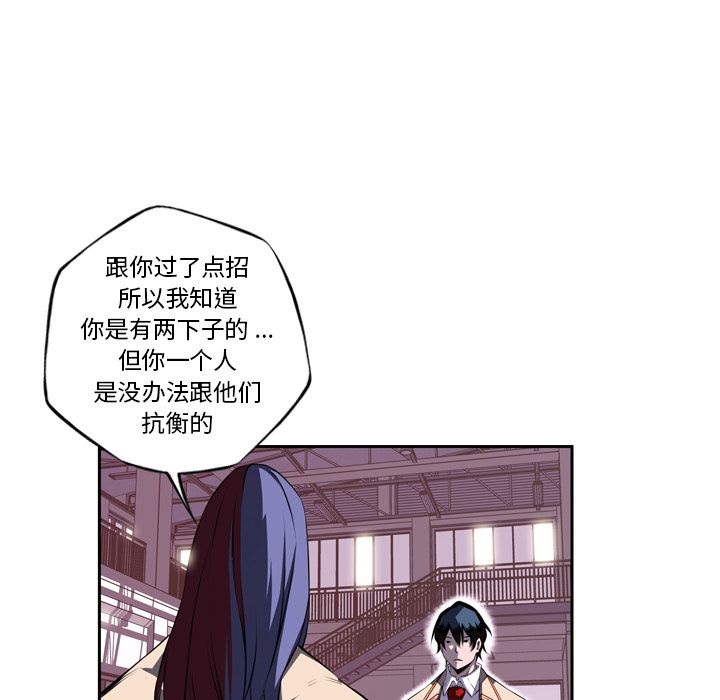 跟你过了点招
所以我知道
你是有两下子的 ...
但你一个人
是没办法跟他们
抗衡的